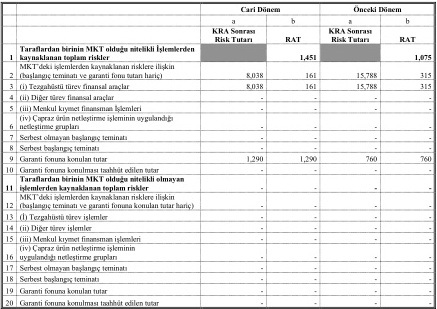 Cari Dönem Önceki Dönem
a b a b
KRA Sonrası Risk Tutarı RAT KRA Sonrası Risk Tutarı RAT
1 Taraflardan birinin MKT olduğu nitelikli İşlemlerden
kaynaklanan toplam riskler 1,451 1,075
MKT'deki işlemlerden kaynaklanan risklere ilişkin
2 (başlangıç teminatı ve garanti fonu tutarı hariç) 8,038 161 15,788 315
3 (i) Tezgahüstü türev finansal araçlar 8,038 161 15,788 315
4 (ii) Diğer türev finansal araçlar - - - -
5 (iii) Menkul kıymet finansman İşlemleri - - - -
(iv) Çapraz ürün netleştirme işleminin uygulandığı
6 netleştirme grupları - - - -
7 Serbest olmayan başlangıç teminatı - - - -
8 Serbest başlangıç teminatı - - - -
9 Garanti fonuna konulan tutar 1,290 1,290 760 760
10 Garanti fonuna konulması taahhüt edilen tutar - - - -
Taraflardan birinin MKT olduğu nitelikli olmayan
11 işlemlerden kaynaklanan toplam riskler - - - -
MKT'deki işlemlerden kaynaklanan risklere ilişkin
12 (başlangıç teminatı ve garanti fonuna konulan tutar hariç) - - - -
13 (İ) Tezgahüstü türev işlemler - - - -
14 (ii) Diğer türev işlemler - - - -
15 (iii) Menkul kıymet finansman işlemleri - - - -
(iv) Çapraz ürün netleştirme işleminin
16 uygulandığı netleştirme grupları - - - -
17 Serbest olmayan başlangıç teminatı - - - -
18 Serbest başlangıç teminatı - - - -
19 Garanti fonuna konulan tutar - - - -
20 Garanti fonuna konulması taahhüt edilen tutar - - - -